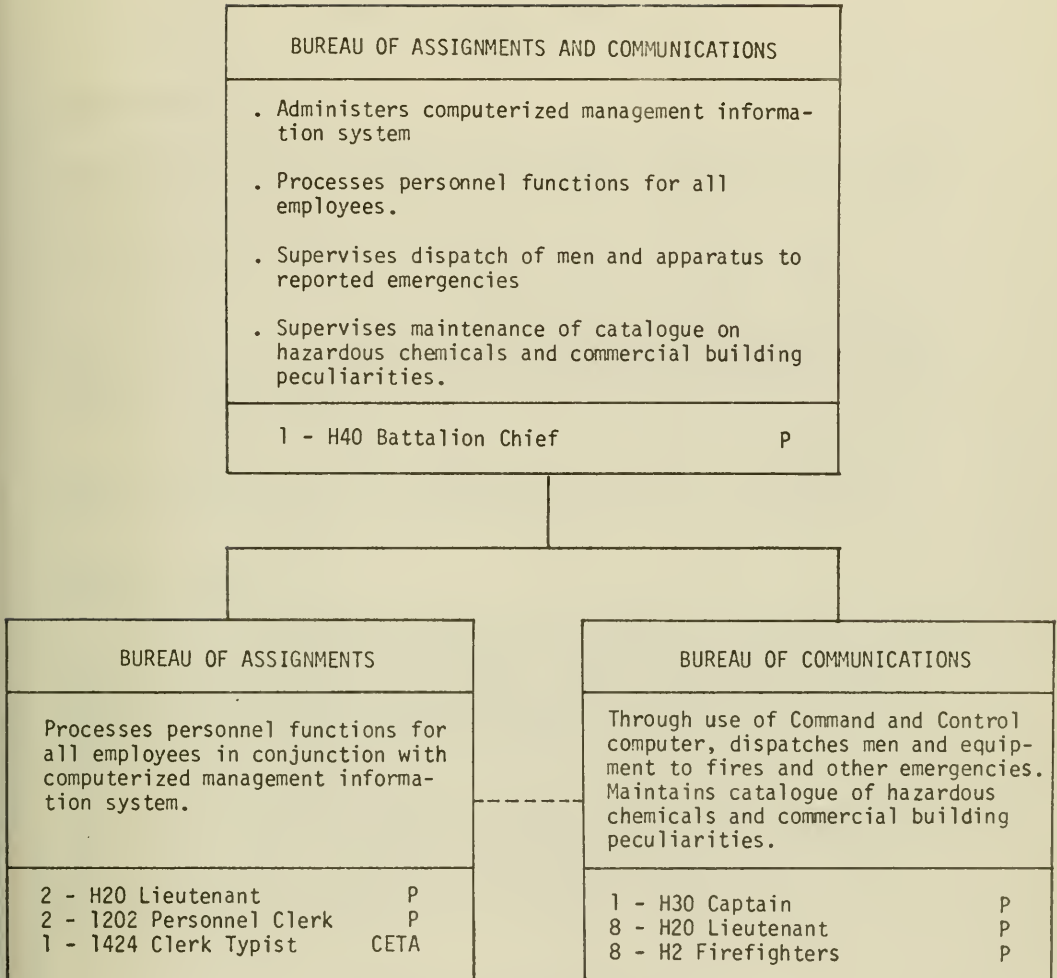 BUREAU OF ASSIGNMENTS AND COMMUNICATIONS
. Administers computerized management informa-
tion system
. Processes personnel functions for all
employees.
. Supervises dispatch of men and apparatus to
reported emergencies
. Supervises maintenance of catalogue on
hazardous chemicals and commercial building
peculiarities.
1 - H40 Battalion Chief P
BUREAU OF ASSIGNMENTS
Processes personnel functions for
all employees in conjunction with
computerized management informa-
tion system.
2 - H20 Lieutenant P
2 - 1202 Personnel Clerk P
1 - 1424 Clerk Typist CETA
BUREAU OF COMMUNICATIONS
Through use of Command and Control
computer, dispatches men and equip-
ment to fires and other emergencies.
Maintains catalogue of hazardous
chemicals and commercial building
peculiarities.
1 - H30 Captain P
8 - H20 Lieutenant P
8 - H2 Firefighters P